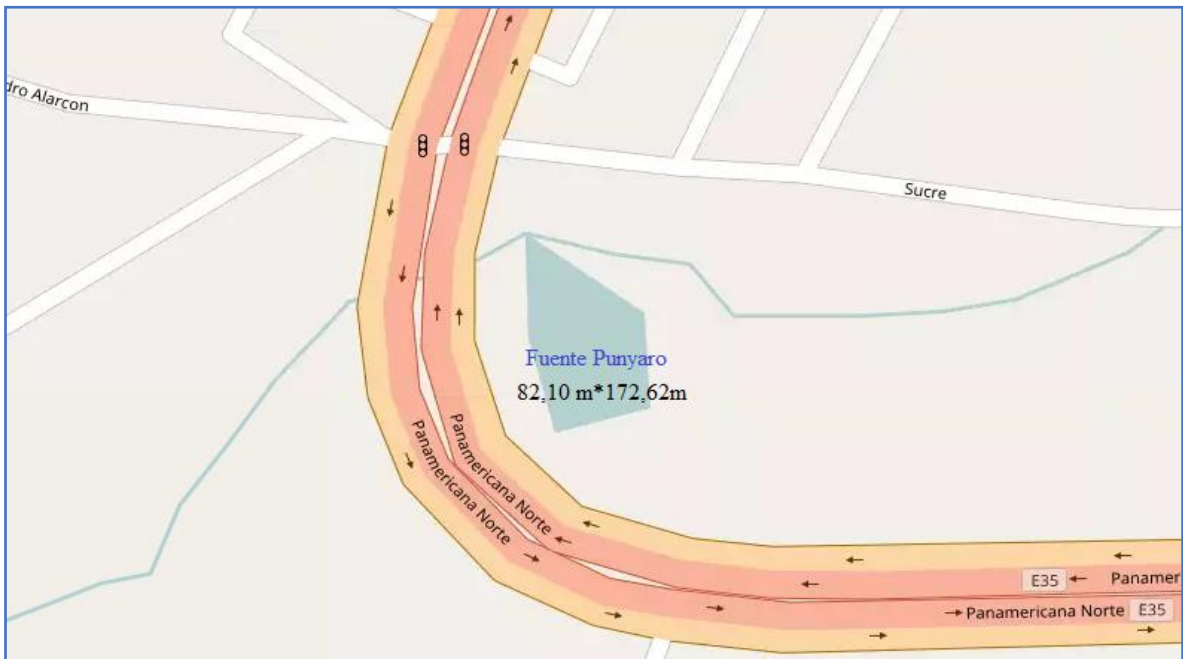 dro Alarcon
Sucre
Fuente Punyaro
82,10 m*172,62m
Panamericana Norte
Panamericana Norte
E35
Panamer
Panamericana Norte E35